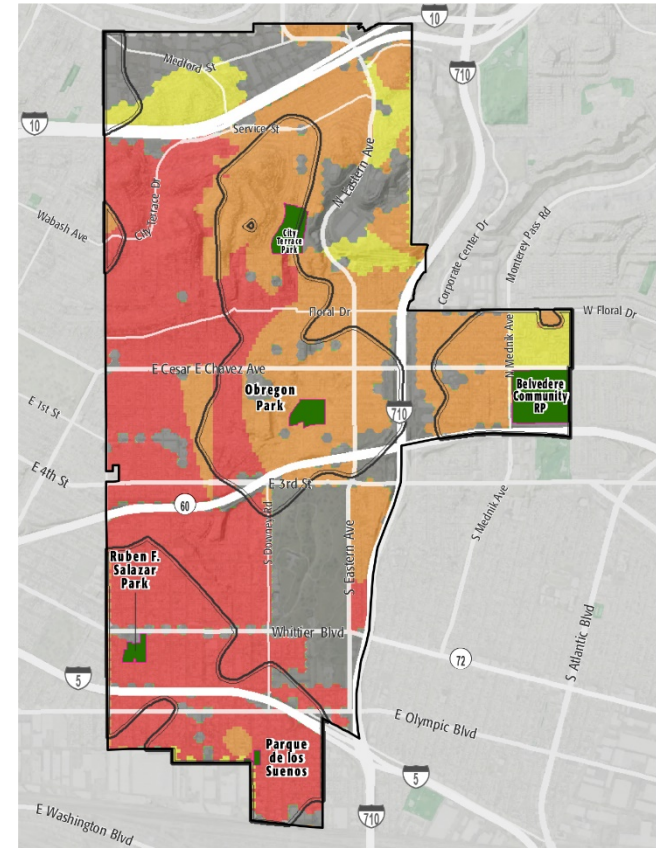 10
710
Medford St
10
Service St
N Eastern Ave
Wabash Ave
City Terrace Dr
City
Terrace
Park
Corporate Center Dr
Monterey Pass Rd
Floral Dr
W Floral Dr
N Mednik Ave
E Cesar E Chavez Ave
Belvedere
Community
RP
Obregon
Park
710
E 1st St
E 4th St
E 3rd St
60
S Downey Rd
S Eastern Ave
S Mednik Ave
Ruben F.
Salazar
Park
Whittier Blvd
72
S Atlantic Blvd
5
E Olympic Blvd
Parque
de los
Suenos
5
710
E Washington Blvd